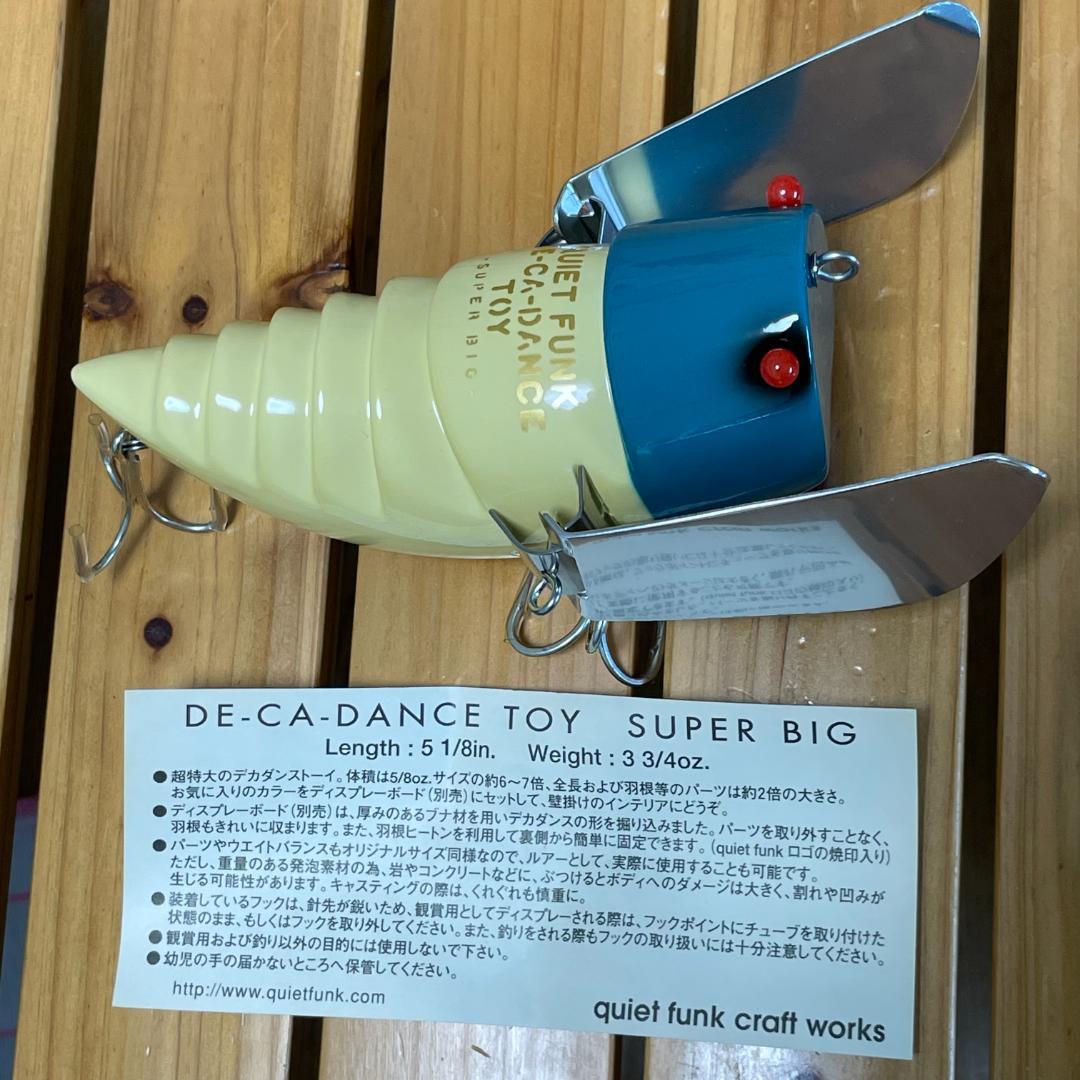 QUIET FUNK
-CA-DANCE
TOY
"SUPER BIG
DE-CA-DANCE TOY SUPER BIG
Length : 5 1/8in. Weight : 3 3/4oz.
●超特大のデカダンストーイ。体積は5/8oz.サイズの約6〜7倍、全長および羽根等のパーツは約2倍の大きさ。
お気に入りのカラーをディスプレーボード(別売)にセットして、壁掛けのインテリアにどうぞ。
●ディスプレーボード(別売)は、厚みのあるブナ材を用いデカダンスの形を掘り込みました。パーツを取り外すことなく、
羽根もきれいに収まります。また、羽根ヒートンを利用して裏側から簡単に固定できます。(quiet funk ロゴの焼印入り)
●パーツやウエイトバランスもオリジナルサイズ同様なので、ルアーとして、実際に使用することも可能です。
ただし、重量のある発泡素材の為、岩やコンクリートなどに、ぶつけるとボディへのダメージは大きく、割れや凹みが
生じる可能性があります。キャスティングの際は、くれぐれも慎重に。
●装着しているフックは、針先が鋭いため、観賞用としてディスプレーされる際は、フックポイントにチューブを取り付けた
状態のまま、もしくはフックを取り外してください。また、釣りをされる際もフックの取り扱いには十分注意してください。
●観賞用および釣り以外の目的には使用しないで下さい。
●幼児の手の届かないところへ保管してください。
http://www.quietfunk.com
quiet funk craft works